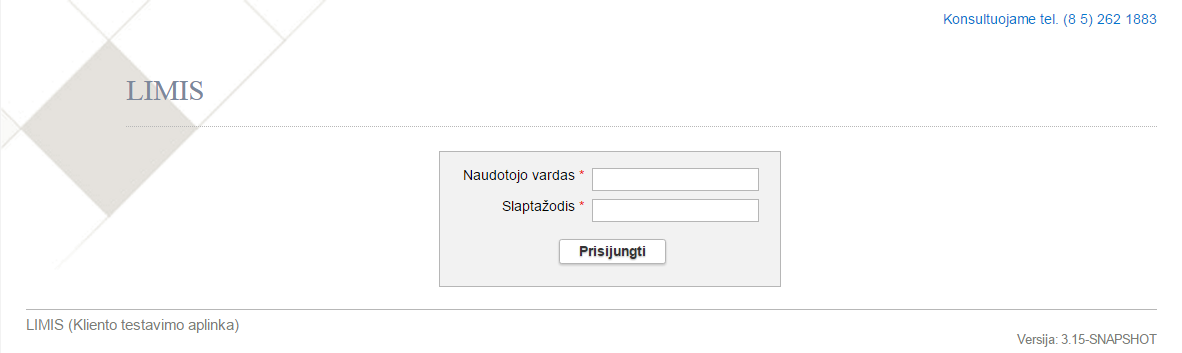 Konsultuojame tel. (8 5) 262 1883
LIMIS
Naudotojo vardas *
Slaptažodis *
Prisijungti
LIMIS (Kliento testavimo aplinka)
Versija: 3.15-SNAPSHOT